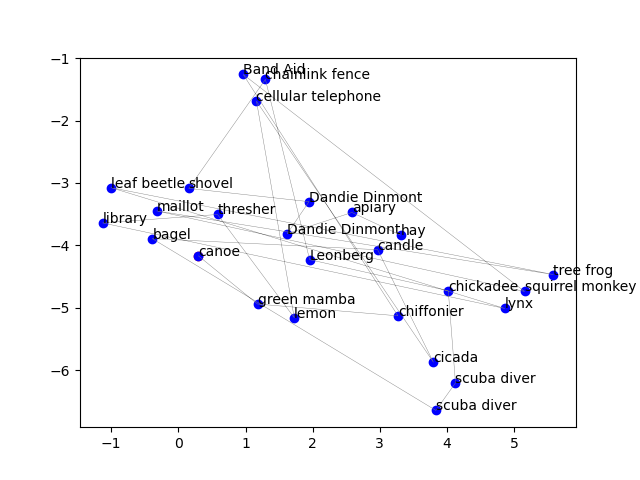 −1
Band Aid
chainlink fence
cellular telephone
−2
−3
leaf beetle
shovel
Dandie Dinmont
maillot
thresher
apiary
library
−4
bagel
Dandie Dinmont
hay
candle
canoe
Leonberg
tree frog
chickadee
squirrel monkey
−5
green mamba
lynx
lemon
chiffonier
cicada
−6
scuba diver
scuba diver
−1 0 1 2 3 4 5